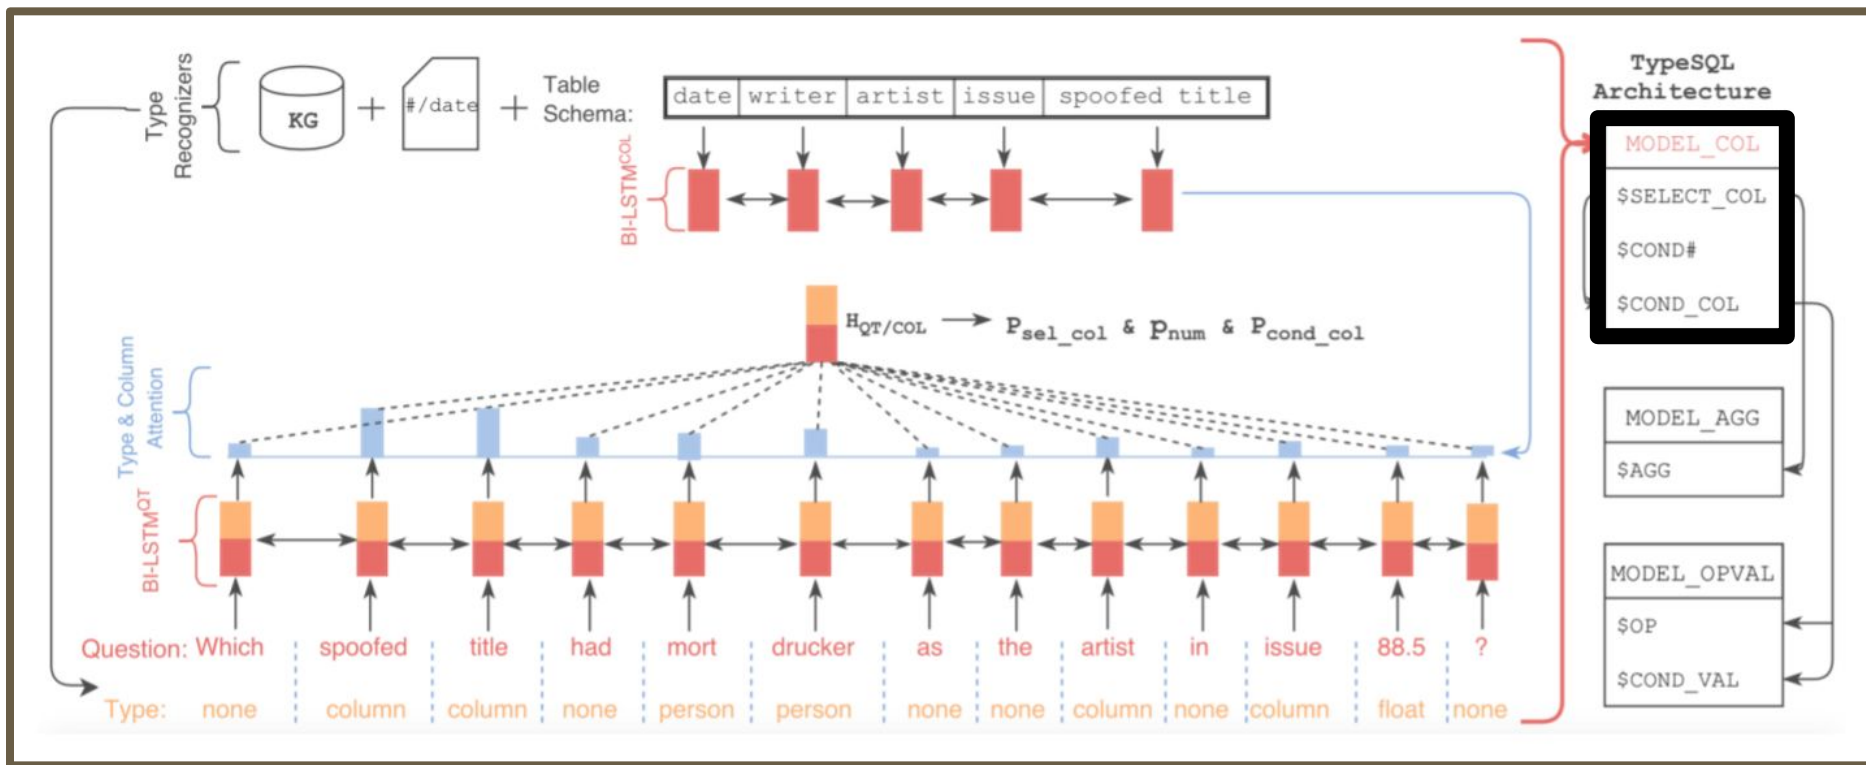 Type Recognizers
KG
#/date
Table
Schema:
date writer artist issue spoofed title
BI-LSTM^COL
H_QT/COL P_sel_col & p_num & P_cond_col
Type & Column
Attention
BI-LSTM^QT
Question: Which spoofed title had mort drucker as the artist in issue 88.5 ?
Type: none column column none person person none none column none column float none
TypeSQL
Architecture
MODEL_COL
$SELECT_COL
$COND#
$COND_COL
MODEL_AGG
$AGG
MODEL_OPVAL
$OP
$COND_VAL